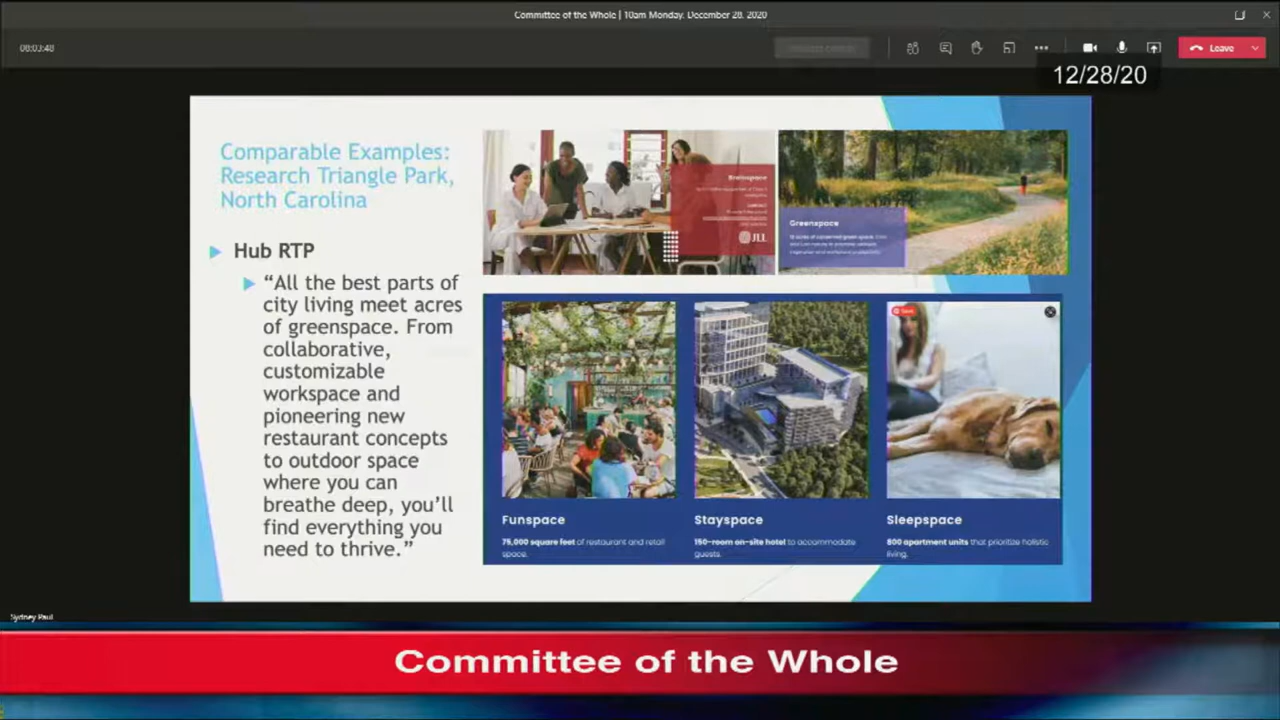 Committee of the Whole | 10am Monday, December 28, 2020
Leave
12/28/20
Comparable Examples:
Research Triangle Park,
North Carolina
Hub RTP
“All the best parts of
city living meet acres
of greenspace. From
collaborative,
customizable
workspace and
pioneering new
restaurant concepts
to outdoor space
where you can
breathe deep, you’ll
find everything you
need to thrive.”
JLL
Greenspace
Save
Funspace
75,000 square feet of restaurant and retail
space.
Stayspace
150-room on-site hotel to accommodate
guests.
Sleepspace
800 apartment units that prioritize holistic
living.
Sydney Paul
Committee of the Whole